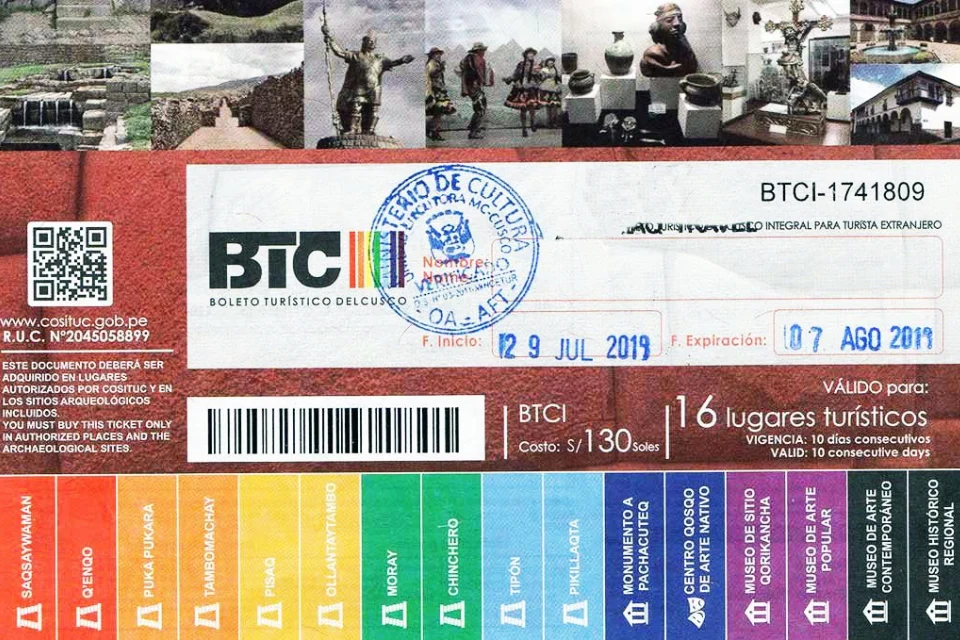 BTCI-1741809
INTEGRAL PARA TURISTA EXTRANJERO
MINISTERIO DE CULTURA
OA - AFT
BTC
BOLETO TURÍSTICO DEL CUSCO
Nombre:
Name:
F. Inicio: 29 JUL 2019 F. Expiración: 07 AGO 2019
www.cosituc.gob.pe
R.U.C. N°2045058899
ESTE DOCUMENTO DEBERÁ SER
ADQUIRIDO EN LUGARES
AUTORIZADOS POR COSITUC Y EN
LOS SITIOS ARQUEOLÓGICOS
INCLUIDOS.
YOU MUST BUY THIS TICKET ONLY
IN AUTHORIZED PLACES AND THE
ARCHAEOLOGICAL SITES.
BTCI
Costo: S/130 Soles
VÁLIDO para:
16 lugares turísticos
VIGENCIA: 10 días consecutivos
VALID: 10 consecutive days
SAQSAYWAMAN
Q'ENQO
PUKA PUKARA
TAMBOMACHAY
PISAQ
OLLANTAYTAMBO
MORAY
CHINCHERO
TIPÓN
PIKILLAQTA
MONUMENTO A
PACHACUTEQ
CENTRO QOSQO
DE ARTE NATIVO
MUSEO DE SITIO
QORIKANCHA
MUSEO DE ARTE
POPULAR
MUSEO DE ARTE
CONTEMPORÁNEO
MUSEO HISTÓRICO
REGIONAL